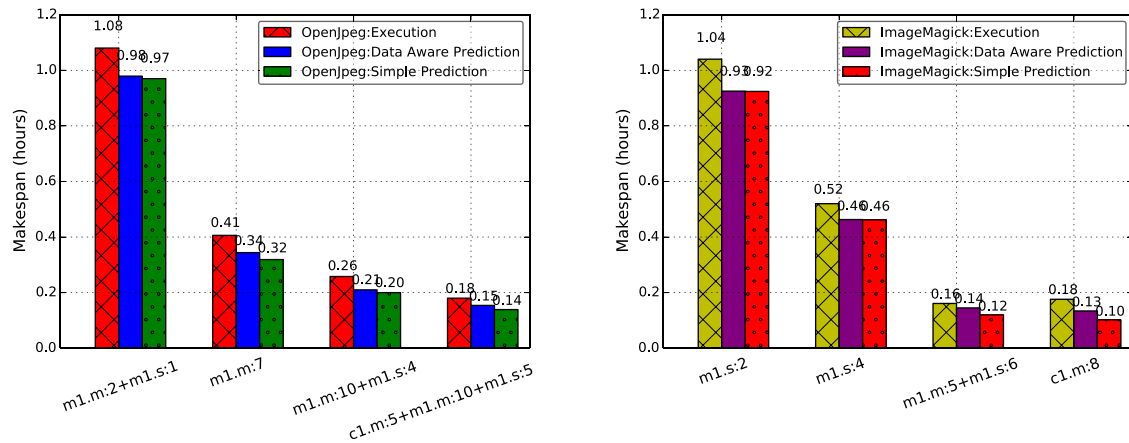 1.2
1.0
0.8
0.6
0.4
0.2
0.0
Makespan (hours)
OpenJpeg:Execution
OpenJpeg:Data Aware Prediction
OpenJpeg:Simple Prediction
1.08
0.98
0.97
0.41
0.34
0.32
0.26
0.21
0.20
0.18
0.15
0.14
m1.m:2+m1.s:1
m1.m:7
m1.m:10+m1.s:4
c1.m:5+m1.m:10+m1.s:5
1.2
1.0
0.8
0.6
0.4
0.2
0.0
Makespan (hours)
ImageMagick:Execution
ImageMagick:Data Aware Prediction
ImageMagick:Simple Prediction
1.04
0.93
0.92
0.52
0.46
0.46
0.16
0.14
0.12
0.18
0.13
0.10
m1.s:2
m1.s:4
m1.m:5+m1.s:6
c1.m:8